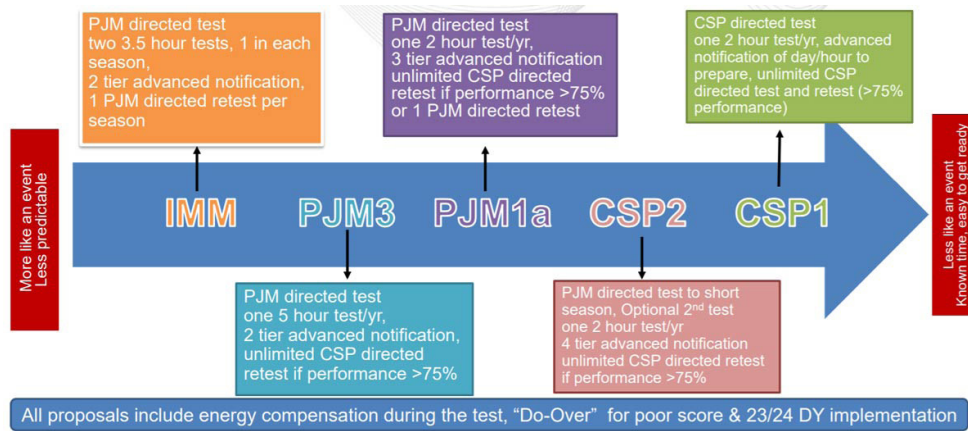 PJM directed test
two 3.5 hour tests, 1 in each
season,
2 tier advanced notification,
1 PJM directed retest per
season
PJM directed test
one 2 hour test/yr,
3 tier advanced notification
unlimited CSP directed
retest if performance >75%
or 1 PJM directed retest
CSP directed test
one 2 hour test/yr, advanced
notification of day/hour to
prepare, unlimited CSP
directed test and retest (>75%
performance)
More like an event
Less predictable
IMM
PJM3
PJM1a
CSP2
CSP1
Less like an event
Known time, easy to get ready
PJM directed test
one 5 hour test/yr,
2 tier advanced notification,
unlimited CSP directed
retest if performance >75%
PJM directed test to short
season, Optional 2nd test
one 2 hour test/yr
4 tier advanced notification
unlimited CSP directed retest
if performance >75%
All proposals include energy compensation during the test, “Do-Over” for poor score & 23/24 DY implementation